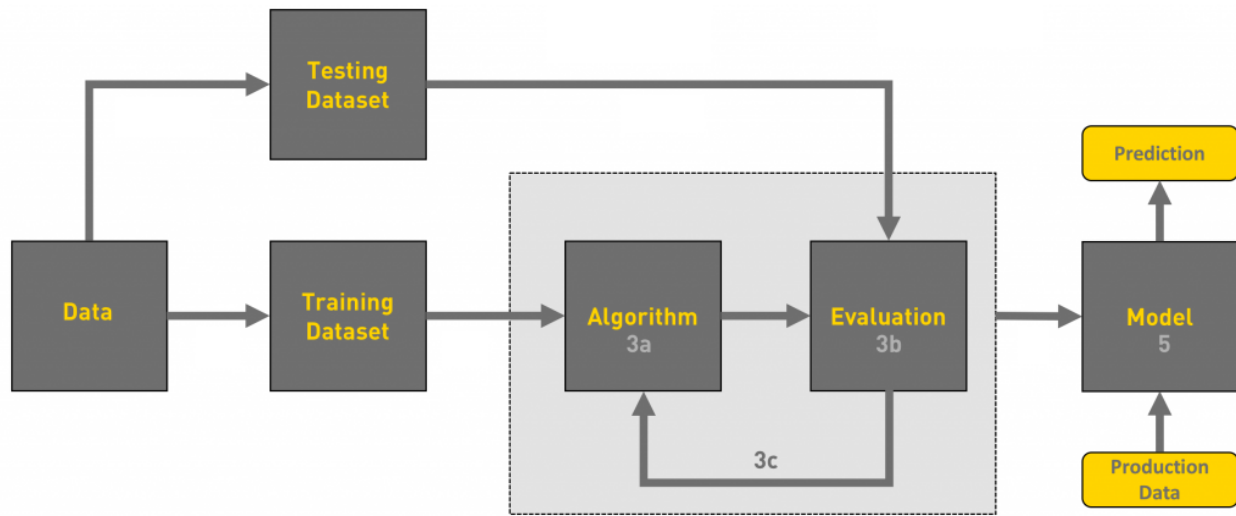 Testing
Dataset
Prediction
Data
Training
Dataset
Algorithm
3a
Evaluation
3b
Model
5
3c
Production
Data